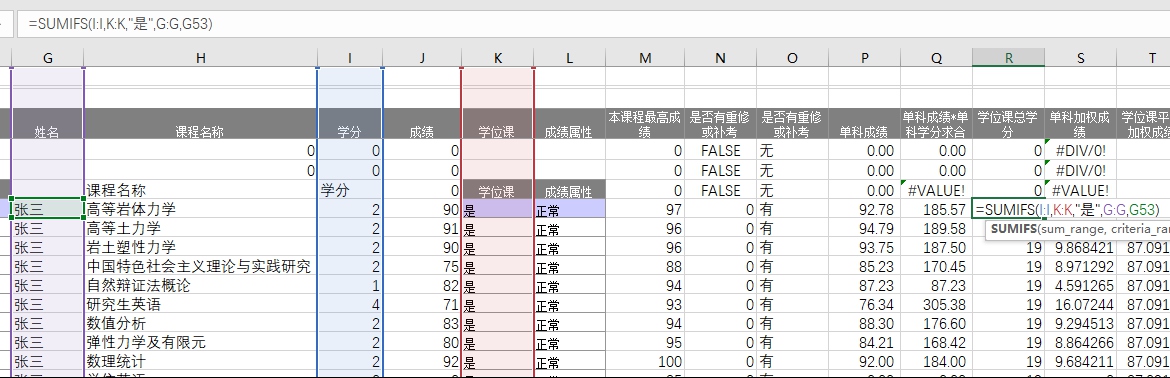 =SUMIFS(I:I,K:K,"是",G:G,G53)
G H I J K L M N O P Q R S T
姓名 课程名称 学分 成绩 学位课 成绩属性 本课程最高成绩 是否有重修或补考 是否有重修或补考 单科成绩 单科成绩*单科学分求合 学位课总学分 单科加权成绩 学位课平 加权成绩
0 0 0 0 FALSE 无 0.00 0.00 0 #DIV/0!
0 0 0 0 FALSE 无 0.00 0.00 0 #DIV/0!
课程名称 学分 0 学位课 成绩属性 0 FALSE 无 0.00 #VALUE! 0 #VALUE!
张三 高等岩体力学 2 90 是 正常 97 0 有 92.78 185.57 =SUMIFS(I:I,K:K,"是",G:G,G53)
张三 高等土力学 2 91 是 正常 96 0 有 94.79 189.58 SUMIFS(sum_range, criteria_ra
张三 岩土塑性力学 2 90 是 正常 96 0 有 93.75 187.50 19 9.868421 87.091
张三 中国特色社会主义理论与实践研究 2 75 是 正常 88 0 有 85.23 170.45 19 8.971292 87.091
张三 自然辩证法概论 1 82 是 正常 94 0 有 87.23 87.23 19 4.591265 87.091
张三 研究生英语 4 71 是 正常 93 0 有 76.34 305.38 19 16.07244 87.091
张三 数值分析 2 83 是 正常 94 0 有 88.30 176.60 19 9.294513 87.091
张三 弹性力学及有限元 2 80 是 正常 95 0 有 84.21 168.42 19 8.864266 87.091
张三 数理统计 2 92 是 正常 100 0 有 92.00 184.00 19 9.684211 87.091